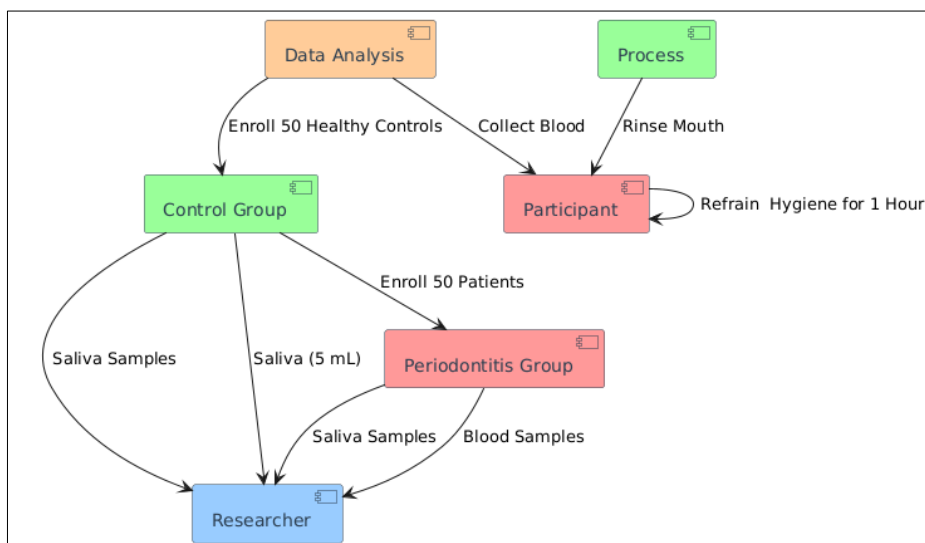 Data Analysis
Process
Enroll 50 Healthy Controls
Collect Blood
Rinse Mouth
Control Group
Participant
Refrain  Hygiene for 1 Hour
Enroll 50 Patients
Saliva Samples
Saliva (5 mL)
Periodontitis Group
Saliva Samples
Blood Samples
Researcher